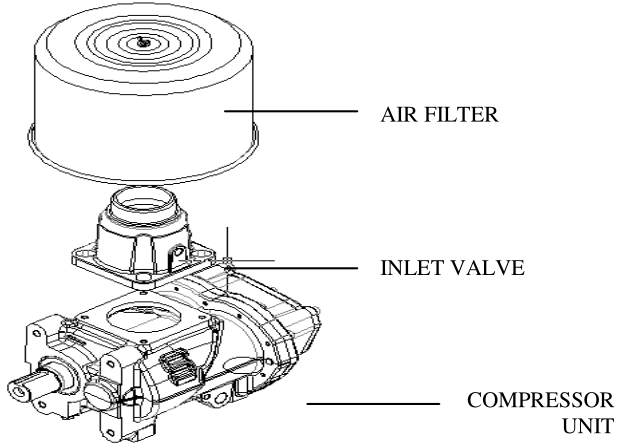 AIR FILTER
INLET VALVE
COMPRESSOR
UNIT